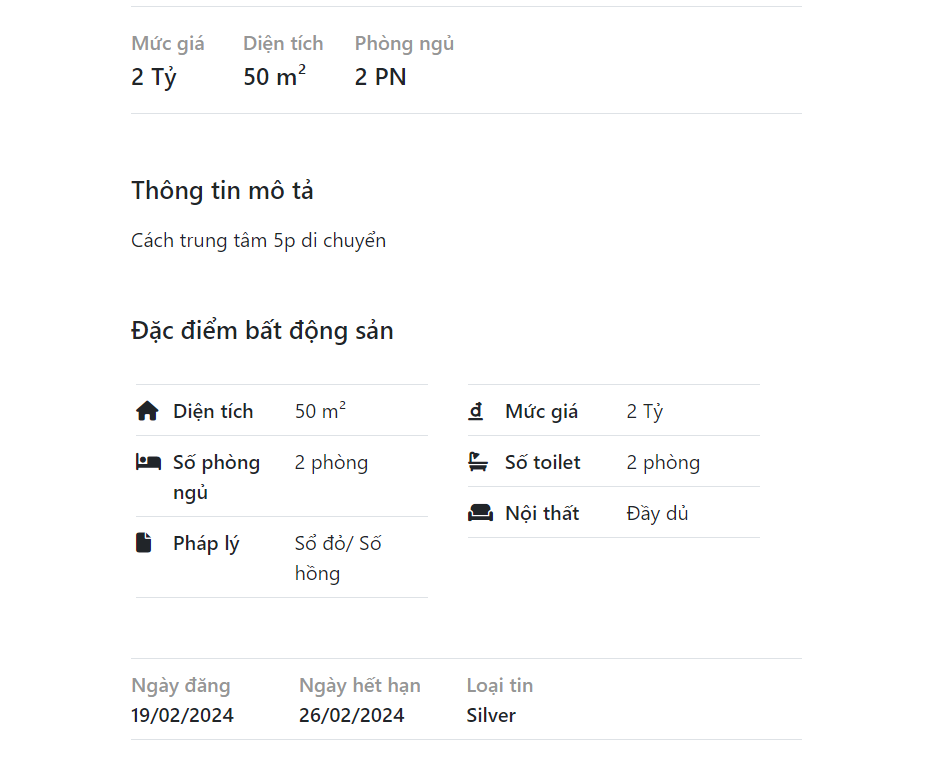 Mức giá Diện tích Phòng ngủ
2 Tỷ 50 m² 2 PN
Thông tin mô tả
Cách trung tâm 5p di chuyển
Đặc điểm bất động sản
Diện tích 50 m² đ Mức giá 2 Tỷ
Số phòng ngủ 2 phòng Số toilet 2 phòng
Nội thất Đầy dủ
Pháp lý Sổ đỏ/ Số
hồng
Ngày đăng Ngày hết hạn Loại tin
19/02/2024 26/02/2024 Silver